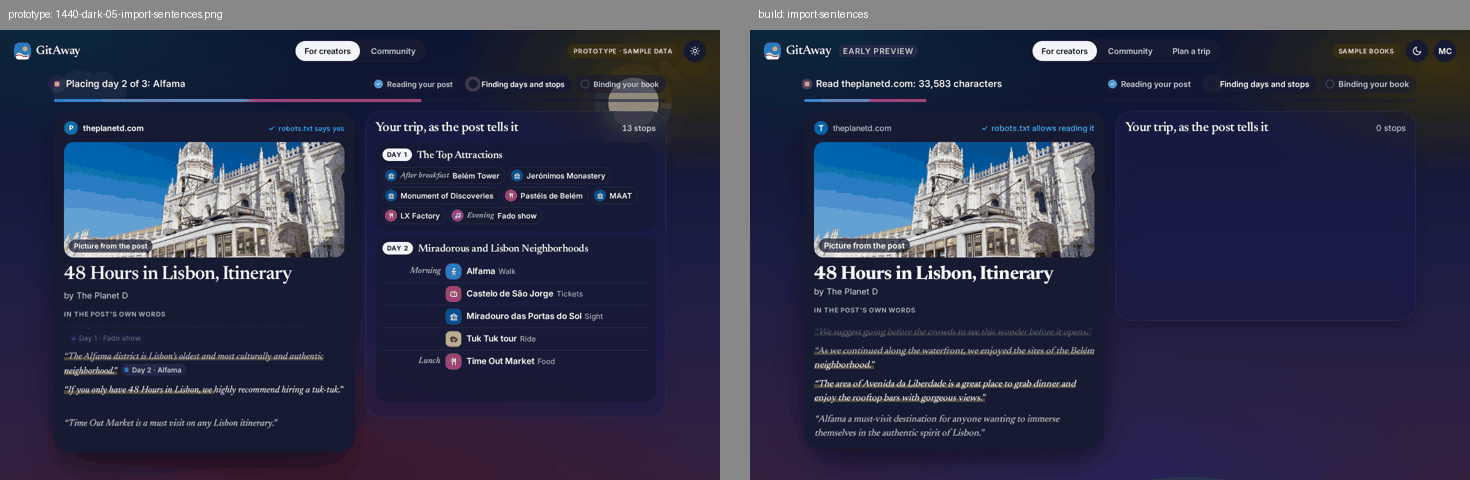 prototype: 1440-dark-05-import-sentences.png
GitAway
For creators
Community
PROTOTYPE · SAMPLE DATA
Placing day 2 of 3: Alfama
Reading your post
Finding days and stops
Binding your book
P theplanetd.com
✓ robots.txt says yes
Picture from the post
48 Hours in Lisbon, Itinerary
by The Planet D
IN THE POST'S OWN WORDS
Day 1 · Fado show
“The Alfama district is Lisbon's oldest and most culturally and authentic
neighborhood.” Day 2 · Alfama
“If you only have 48 Hours in Lisbon, we highly recommend hiring a tuk-tuk.”
“Time Out Market is a must visit on any Lisbon itinerary.”
Your trip, as the post tells it
13 stops
DAY 1 The Top Attractions
After breakfast Belém Tower
Jerónimos Monastery
Monument of Discoveries
Pastéis de Belém
MAAT
LX Factory
Evening Fado show
DAY 2 Miradorous and Lisbon Neighborhoods
Morning Alfama Walk
Castelo de São Jorge Tickets
Miradouro das Portas do Sol Sight
Tuk Tuk tour Ride
Lunch Time Out Market Food
build: import-sentences
GitAway EARLY PREVIEW
For creators
Community
Plan a trip
SAMPLE BOOKS
MC
Read theplanetd.com: 33,583 characters
Reading your post
Finding days and stops
Binding your book
T theplanetd.com
✓ robots.txt allows reading it
Picture from the post
48 Hours in Lisbon, Itinerary
by The Planet D
IN THE POST'S OWN WORDS
“We suggest going before the crowds to see this wonder before it opens.”
“As we continued along the waterfront, we enjoyed the sites of the Belém
neighborhood.”
“The area of Avenida da Liberdade is a great place to grab dinner and
enjoy the rooftop bars with gorgeous views.”
“Alfama a must-visit destination for anyone wanting to immerse
themselves in the authentic spirit of Lisbon.”
Your trip, as the post tells it
0 stops